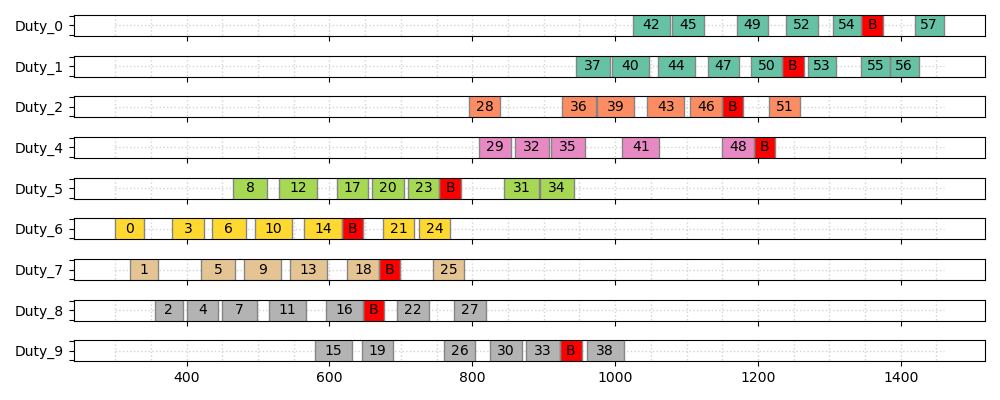 Duty_0 42 45 49 52 54 B 57
Duty_1 37 40 44 47 50 B 53 55 56
Duty_2 28 36 39 43 46 B 51
Duty_4 29 32 35 41 48 B
Duty_5 8 12 17 20 23 B 31 34
Duty_6 0 3 6 10 14 B 21 24
Duty_7 1 5 9 13 18 B 25
Duty_8 2 4 7 11 16 B 22 27
Duty_9 15 19 26 30 33 B 38
400 600 800 1000 1200 1400